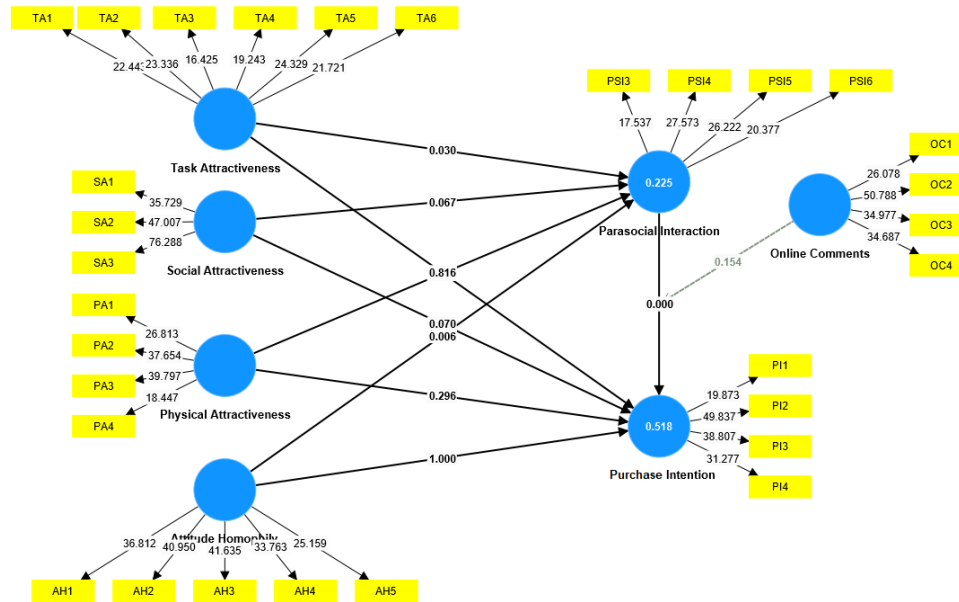 TA1 TA2 TA3 TA4 TA5 TA6
22.443 23.336 16.425 19.243 24.329 21.721
Task Attractiveness
SA1
SA2
SA3
35.729
47.007
76.288
Social Attractiveness
PA1
PA2
PA3
PA4
26.813
37.654
39.797
18.447
Physical Attractiveness
Attitude Homophily
36.812 40.950 41.635 33.763 25.159
AH1 AH2 AH3 AH4 AH5
0.030
0.067
0.816
0.070
0.006
0.296
1.000
PSI3 PSI4 PSI5 PSI6
17.537 27.573 26.222 20.377
0.225
Parasocial Interaction
0.000
0.154
Online Comments
26.078
50.788
34.977
34.687
OC1
OC2
OC3
OC4
0.518
Purchase Intention
19.873
49.837
38.807
31.277
PI1
PI2
PI3
PI4